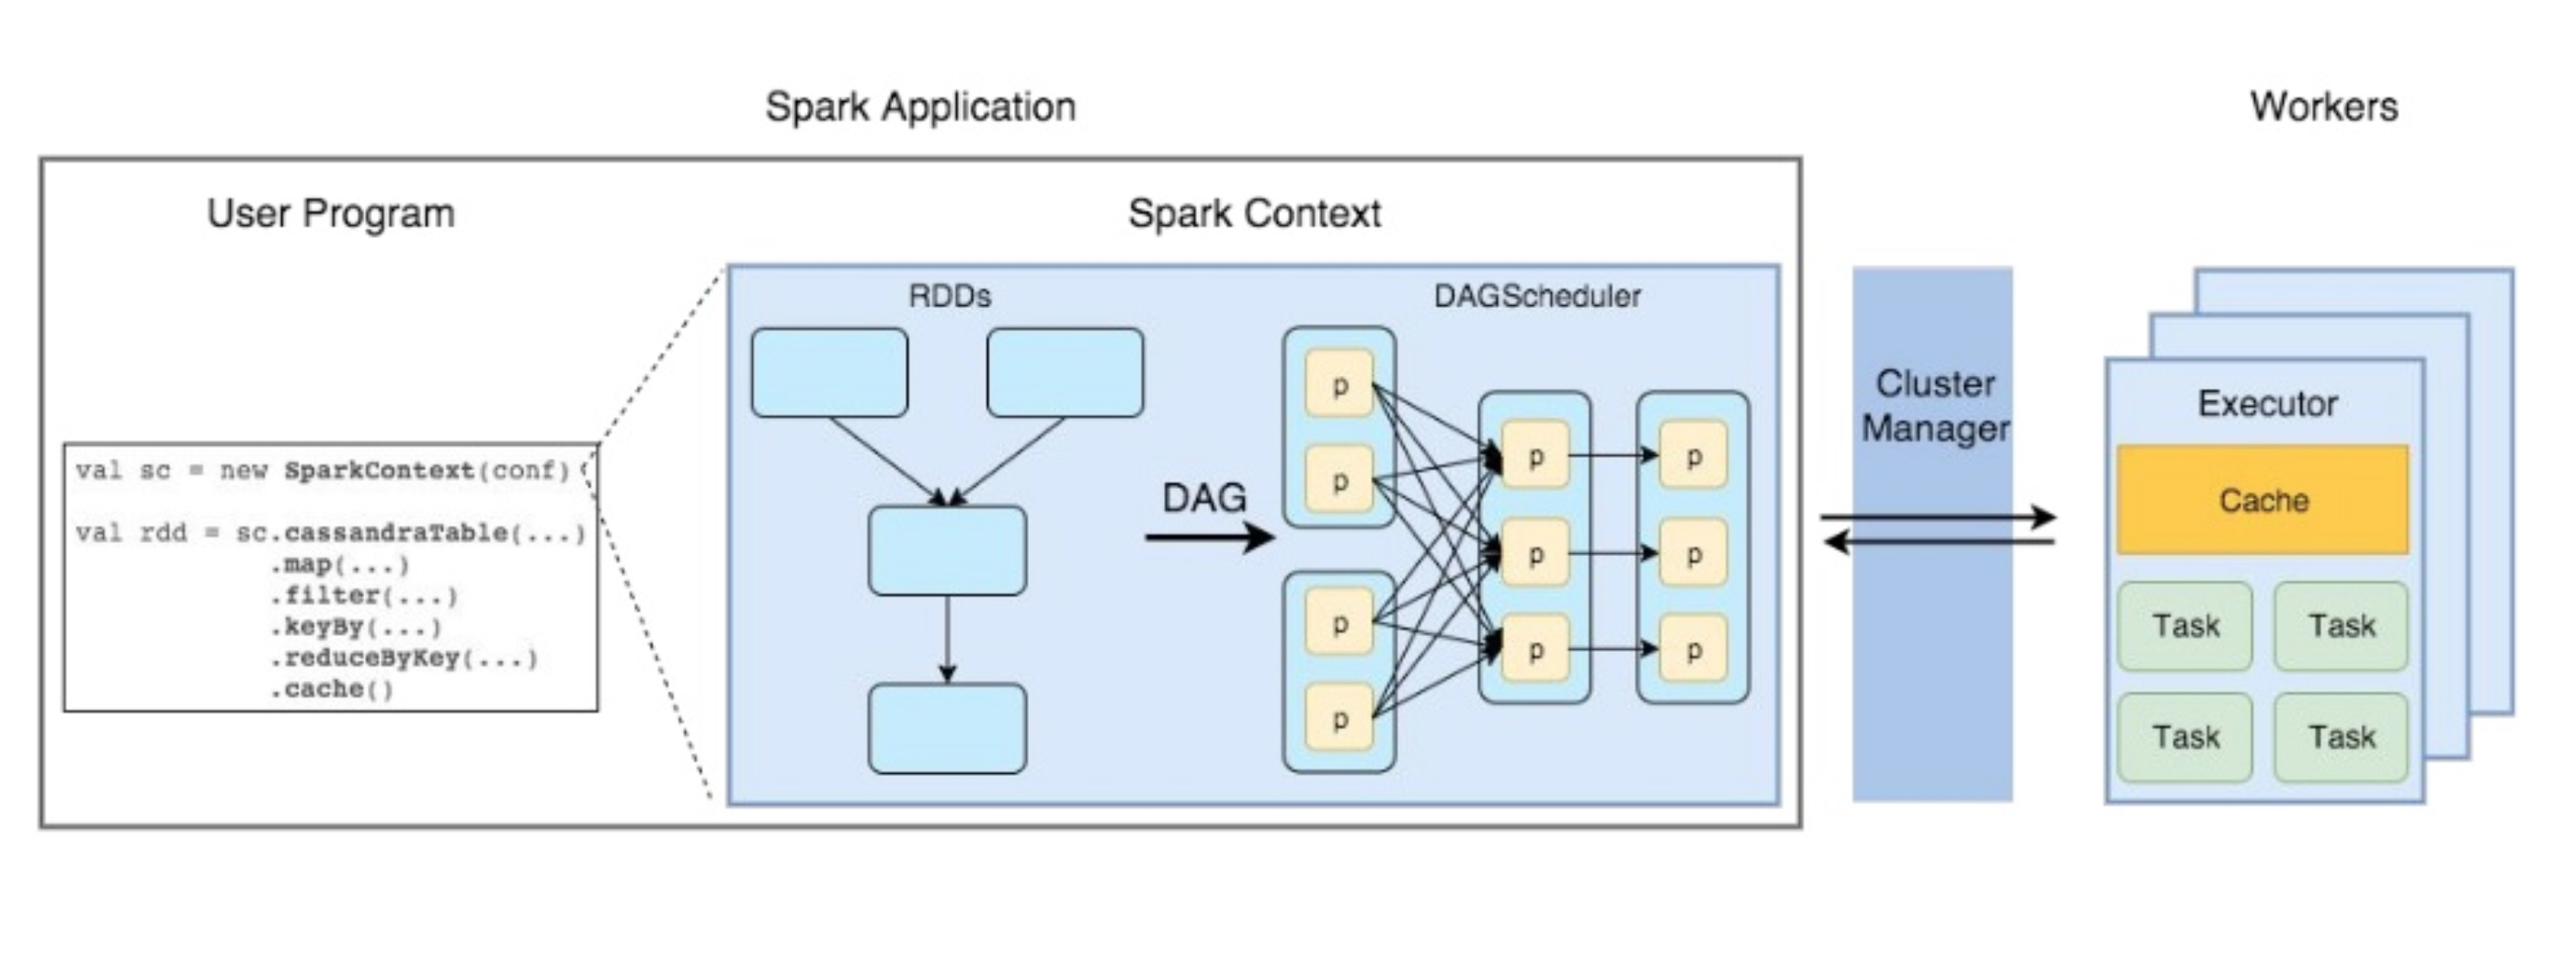 Spark Application
Workers
User Program
Spark Context
val sc = new SparkContext(conf)
val rdd = sc.cassandraTable(...)
.map(...)
.filter(...)
.keyBy(...)
.reduceByKey(...)
.cache()
RDDs
DAG
DAGScheduler
p
p
p
p
p
p
p
p
p
p
Cluster
Manager
Executor
Cache
Task
Task
Task
Task